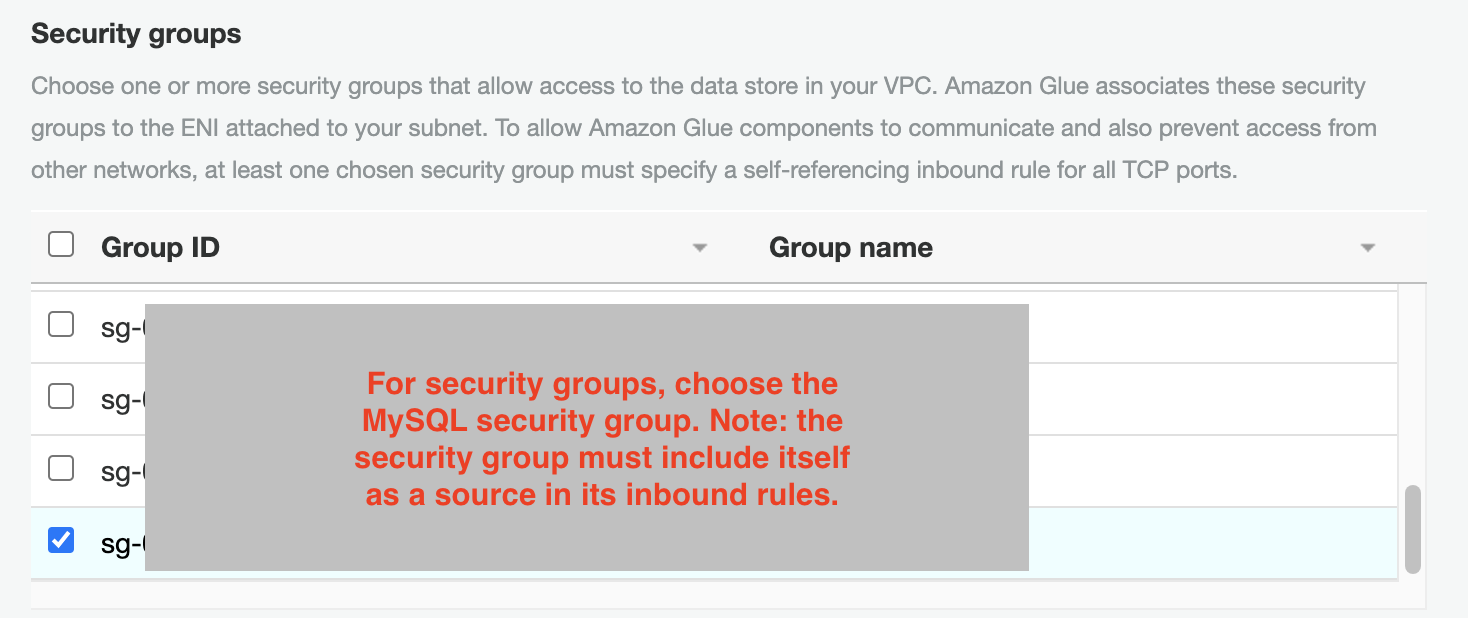 Security groups
Choose one or more security groups that allow access to the data store in your VPC. Amazon Glue associates these security
groups to the ENI attached to your subnet. To allow Amazon Glue components to communicate and also prevent access from
other networks, at least one chosen security group must specify a self-referencing inbound rule for all TCP ports.
Group ID Group name
sg-
sg-
sg-
sg-
For security groups, choose the
MySQL security group. Note: the
security group must include itself
as a source in its inbound rules.